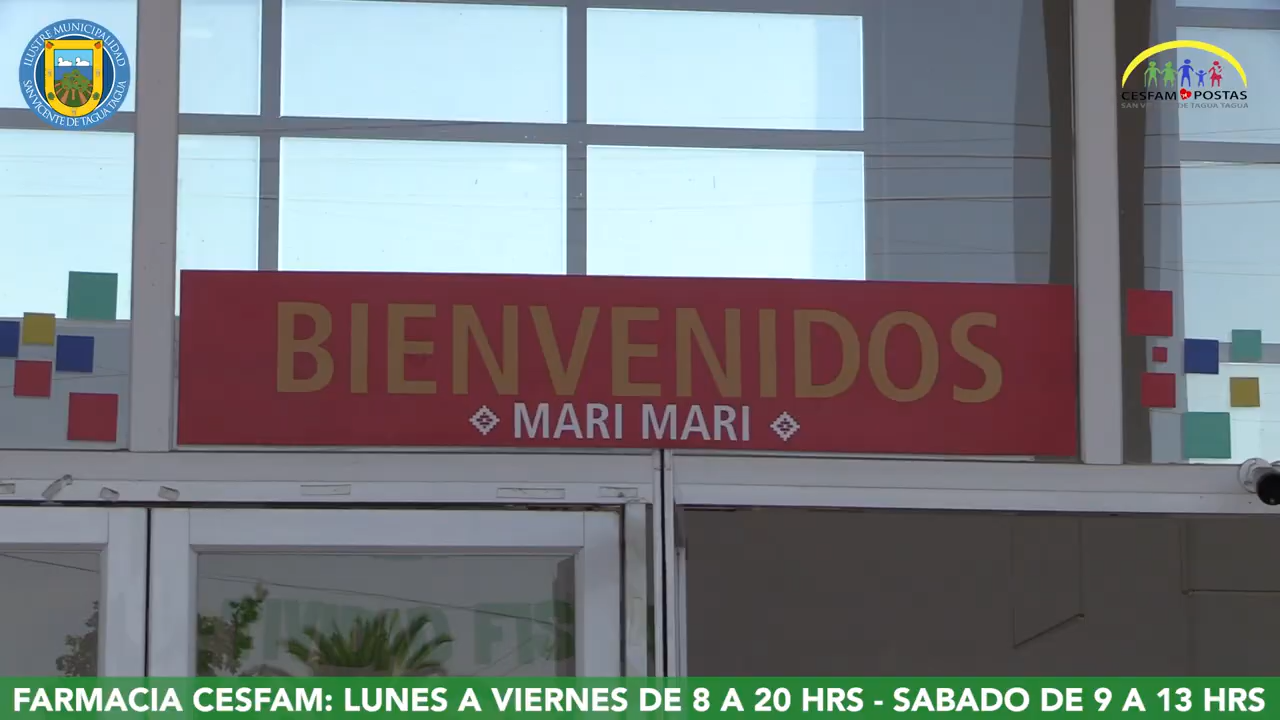 ILUSTRE MUNICIPALIDAD
SAN VICENTE DE TAGUA TAGUA
CESFAM POSTAS
SAN VICENTE DE TAGUA TAGUA
BIENVENIDOS
MARI MARI
FARMACIA CESFAM: LUNES A VIERNES DE 8 A 20 HRS - SABADO DE 9 A 13 HRS